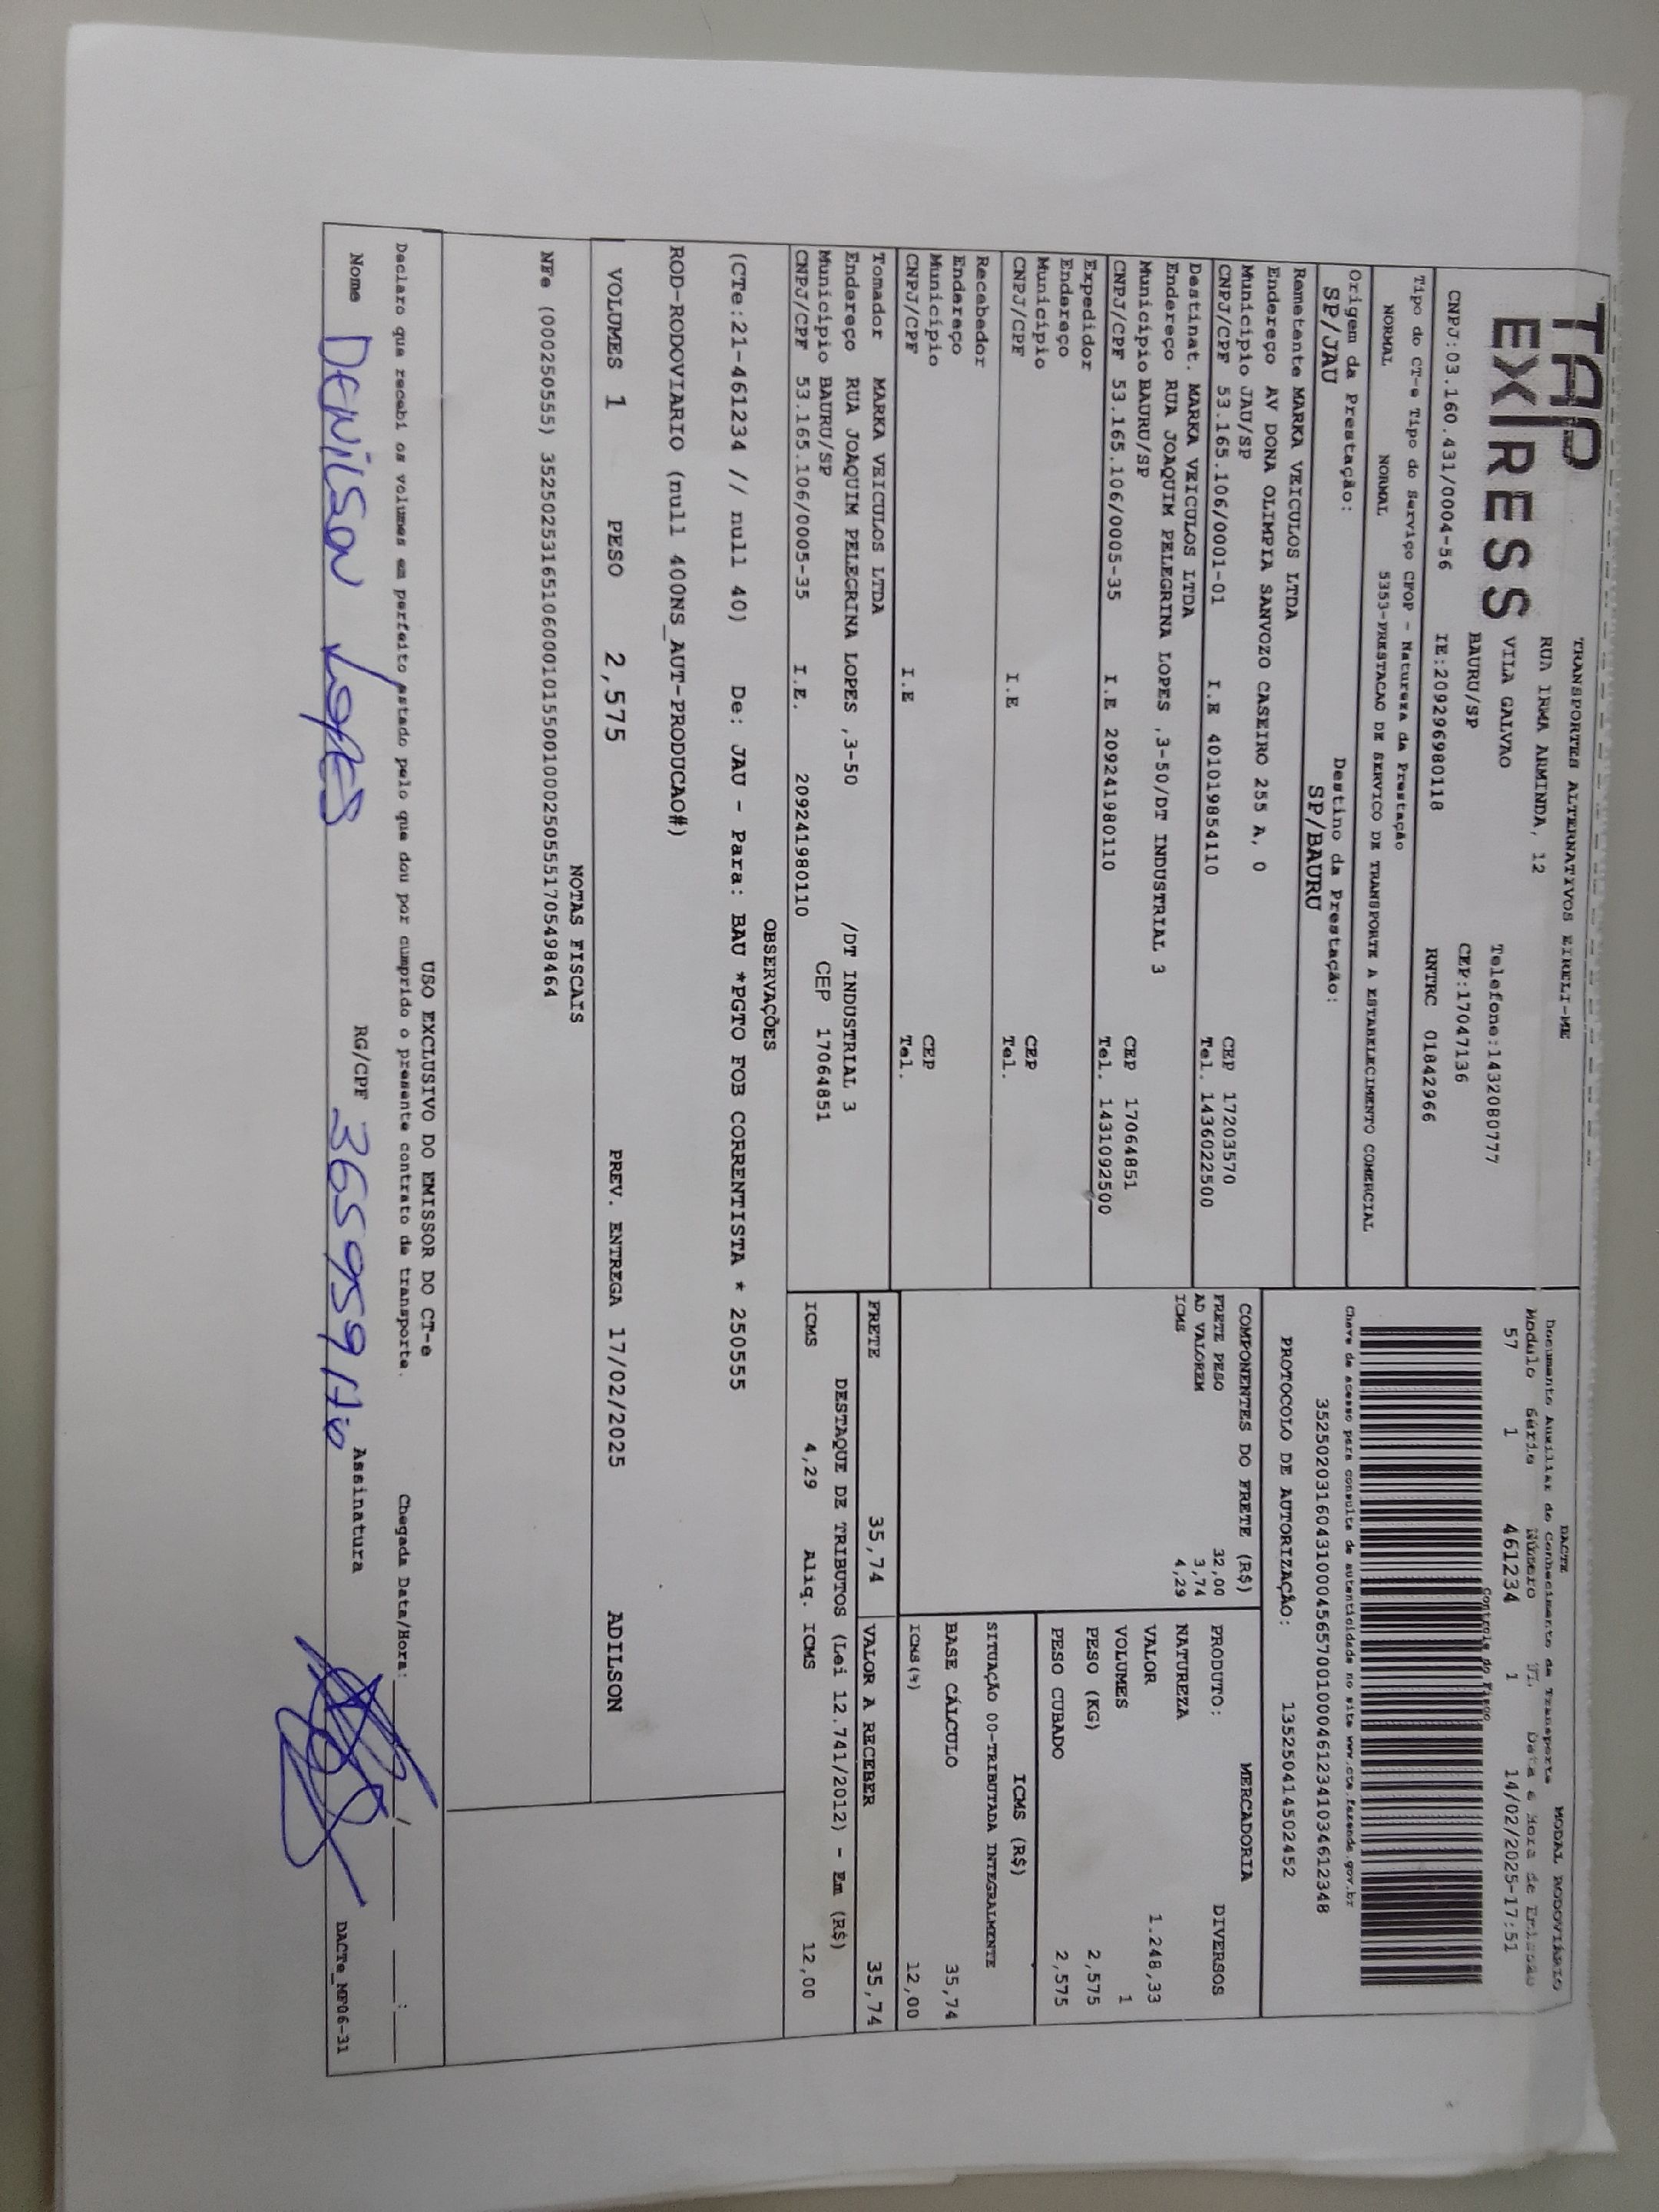 TAP
EXPRESS
TRANSPORTES ALTERNATIVOS EIRELI-ME
RUA IRMA ARMINDA, 12
VILA GALVAO Telefone:1432080777
BAURU/SP CEP:17047136
CNPJ:03.160.431/0004-56 IE:209296980118 RNTRC 01842966
Tipo do CT-e Tipo do Serviço CFOP - Natureza da Prestação
NORMAL NORMAL 5353-PRESTACAO DE SERVICO DE TRANSPORTE A ESTABELECIMENTO COMERCIAL
Origem da Prestação: Destino da Prestação:
SP/JAU SP/BAURU
Remetente MARKA VEICULOS LTDA
Endereço AV DONA OLIMPIA SANVOZO CASEIRO 255 A, 0
Município JAU/SP CEP 17203570
CNPJ/CPF 53.165.106/0001-01 I.E 401019854110 Tel. 1436022500
Destinat. MARKA VEICULOS LTDA
Endereço RUA JOAQUIM PELEGRINA LOPES ,3-50/DT INDUSTRIAL 3
Município BAURU/SP CEP 17064851
CNPJ/CPF 53.165.106/0005-35 I.E 209241980110 Tel. 1431092500
Expedidor
Endereço
Município CEP
CNPJ/CPF I.E Tel.
Recebador
Endereço
Município CEP
CNPJ/CPF I.E Tel.
Tomador MARKA VEICULOS LTDA
Endereço RUA JOAQUIM PELEGRINA LOPES ,3-50 /DT INDUSTRIAL 3
Município BAURU/SP CEP 17064851
CNPJ/CPF 53.165.106/0005-35 I.E. 209241980110
DACTE MODAL RODOVIÁRIO
Documento Auxiliar do Conhecimento de Transporte
Modulo Série Número Fl. Data e Hora de Emissão
57 1 461234 1 14/02/2025-17:51
Controle do Fisco
Chave de acesso para consulta de autenticidade no site www.cte.fazenda.gov.br
35250203160431000456570010004612341034612348
PROTOCOLO DE AUTORIZAÇÃO: 135250414502452
COMPONENTES DO FRETE (R$)
FRETE PESO 32,00
AD VALOREM 3,74
ICMS 4,29
MERCADORIA
PRODUTO: DIVERSOS
NATUREZA
VALOR 1.248,33
VOLUMES 1
PESO (KG) 2,575
PESO CUBADO 2,575
ICMS (R$)
SITUAÇÃO 00-TRIBUTADA INTEGRALMENTE
BASE CÁLCULO 35,74
ICMS(%) 12,00
FRETE 35,74 VALOR A RECEBER 35,74
DESTAQUE DE TRIBUTOS (Lei 12.741/2012) - Em (R$)
ICMS 4,29 Aliq. ICMS 12,00
OBSERVAÇÕES
(CTe:21-461234 // null 40) De: JAU - Para: BAU *PGTO FOB CORRENTISTA * 250555
ROD-RODOVIARIO (null 400NS_AUT-PRODUCAO#)
VOLUMES 1 PESO 2,575 PREV. ENTREGA 17/02/2025 ADILSON
NOTAS FISCAIS
NFe (000250555) 35250253165106000101550010002505551705498464
USO EXCLUSIVO DO EMISSOR DO CT-e
Declaro que recebi os volumes em perfeito estado pelo que dou por cumprido o presente contrato de transporte. Chegada Data/Hora: / :
Nome DENILSON LOPES RG/CPF 36595917 Assinatura
DACTe_MP06-31